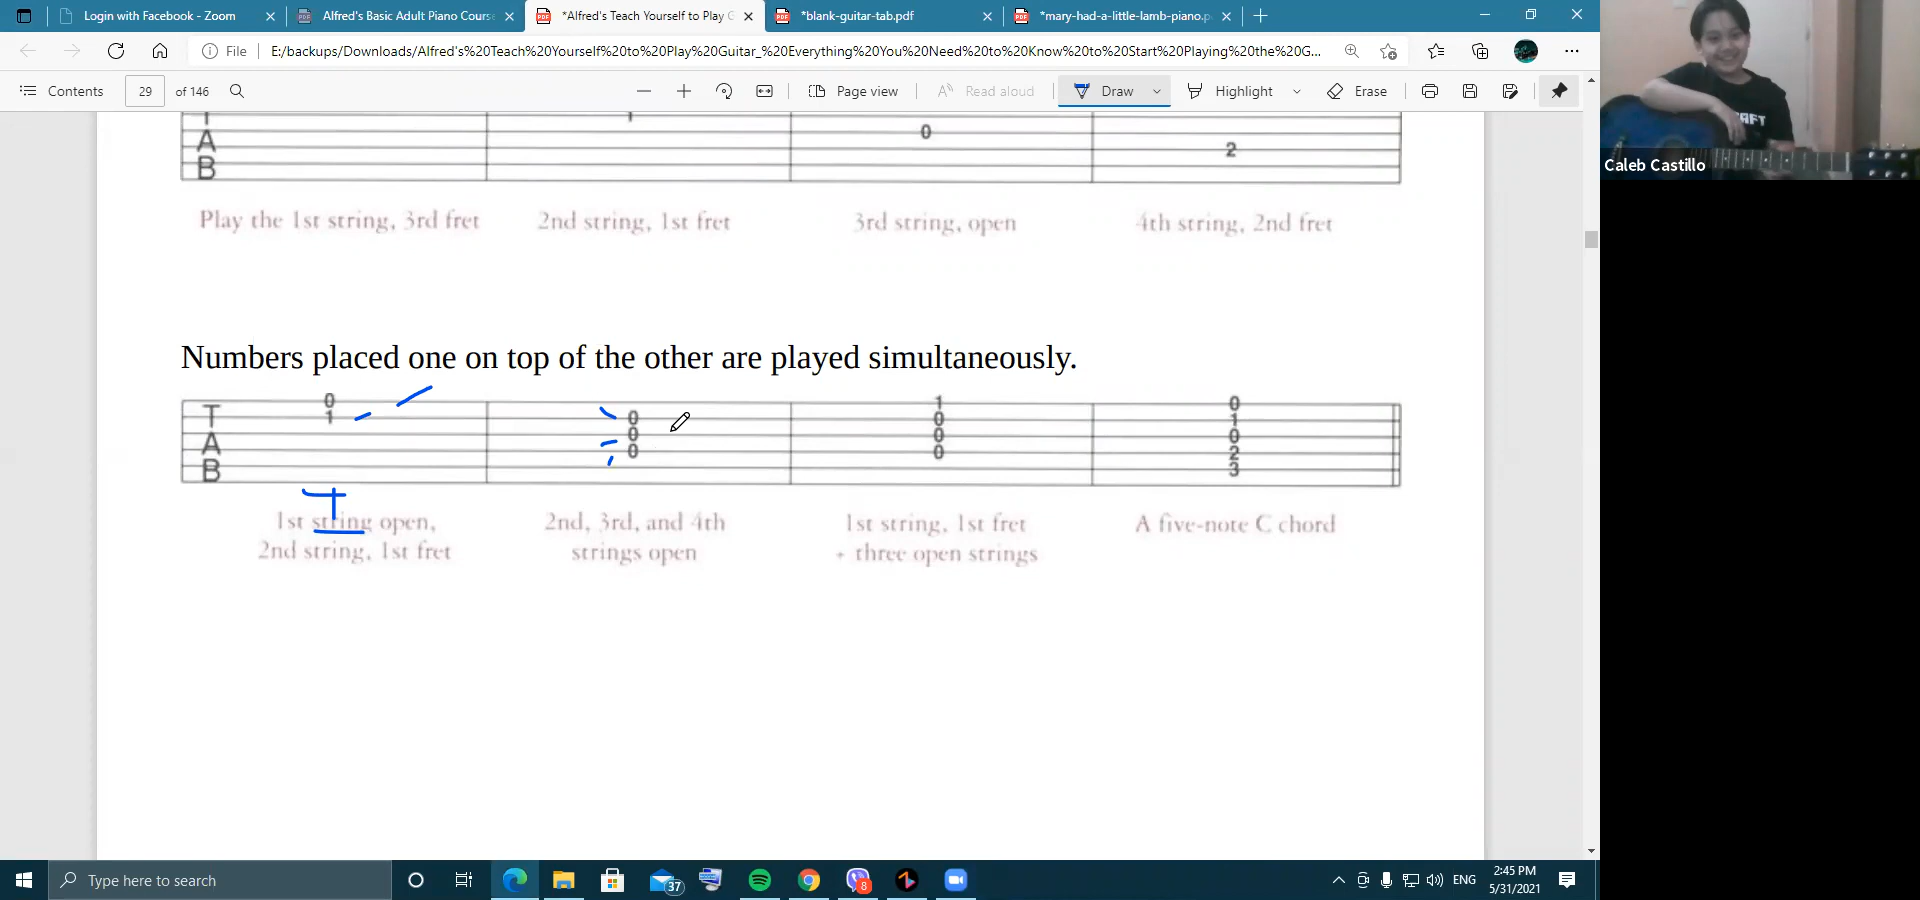 Login with Facebook - Zoom
Alfred's Basic Adult Piano Cours
*Alfred's Teach Yourself to Play G
*blank-guitar-tab.pdf
*mary-had-a-little-lamb-piano.p
File
E:/backups/Downloads/Alfred's%20Teach%20Yourself%20to%20Play%20Guitar_%20Everything%20You%20Need%20to%20Know%20to%20Start%20Playing%20the%20G...
Contents
29 of 146
Page view
Read aloud
Draw
Highlight
Erase
Caleb Castillo
T
A
B
1
0
2
Play the 1st string, 3rd fret
2nd string, 1st fret
3rd string, open
4th string, 2nd fret
Numbers placed one on top of the other are played simultaneously.
T
A
B
0
1
0
0
0
1
0
0
0
0
1
0
2
3
1st string open,
2nd string, 1st fret
2nd, 3rd, and 4th
strings open
1st string, 1st fret
+ three open strings
A five-note C chord
Type here to search
37
8
ENG
2:45 PM
5/31/2021